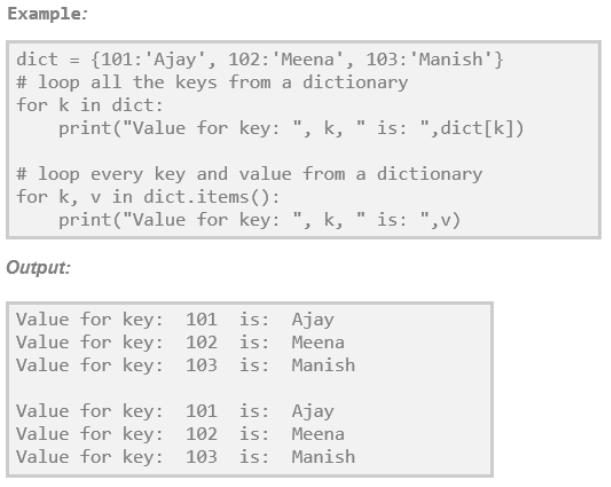 Example:
dict = {101:'Ajay', 102:'Meena', 103:'Manish'}
# loop all the keys from a dictionary
for k in dict:
    print("Value for key: ", k, " is: ",dict[k])

# loop every key and value from a dictionary
for k, v in dict.items():
    print("Value for key: ", k, " is: ",v)
Output:
Value for key:  101  is:  Ajay
Value for key:  102  is:  Meena
Value for key:  103  is:  Manish

Value for key:  101  is:  Ajay
Value for key:  102  is:  Meena
Value for key:  103  is:  Manish